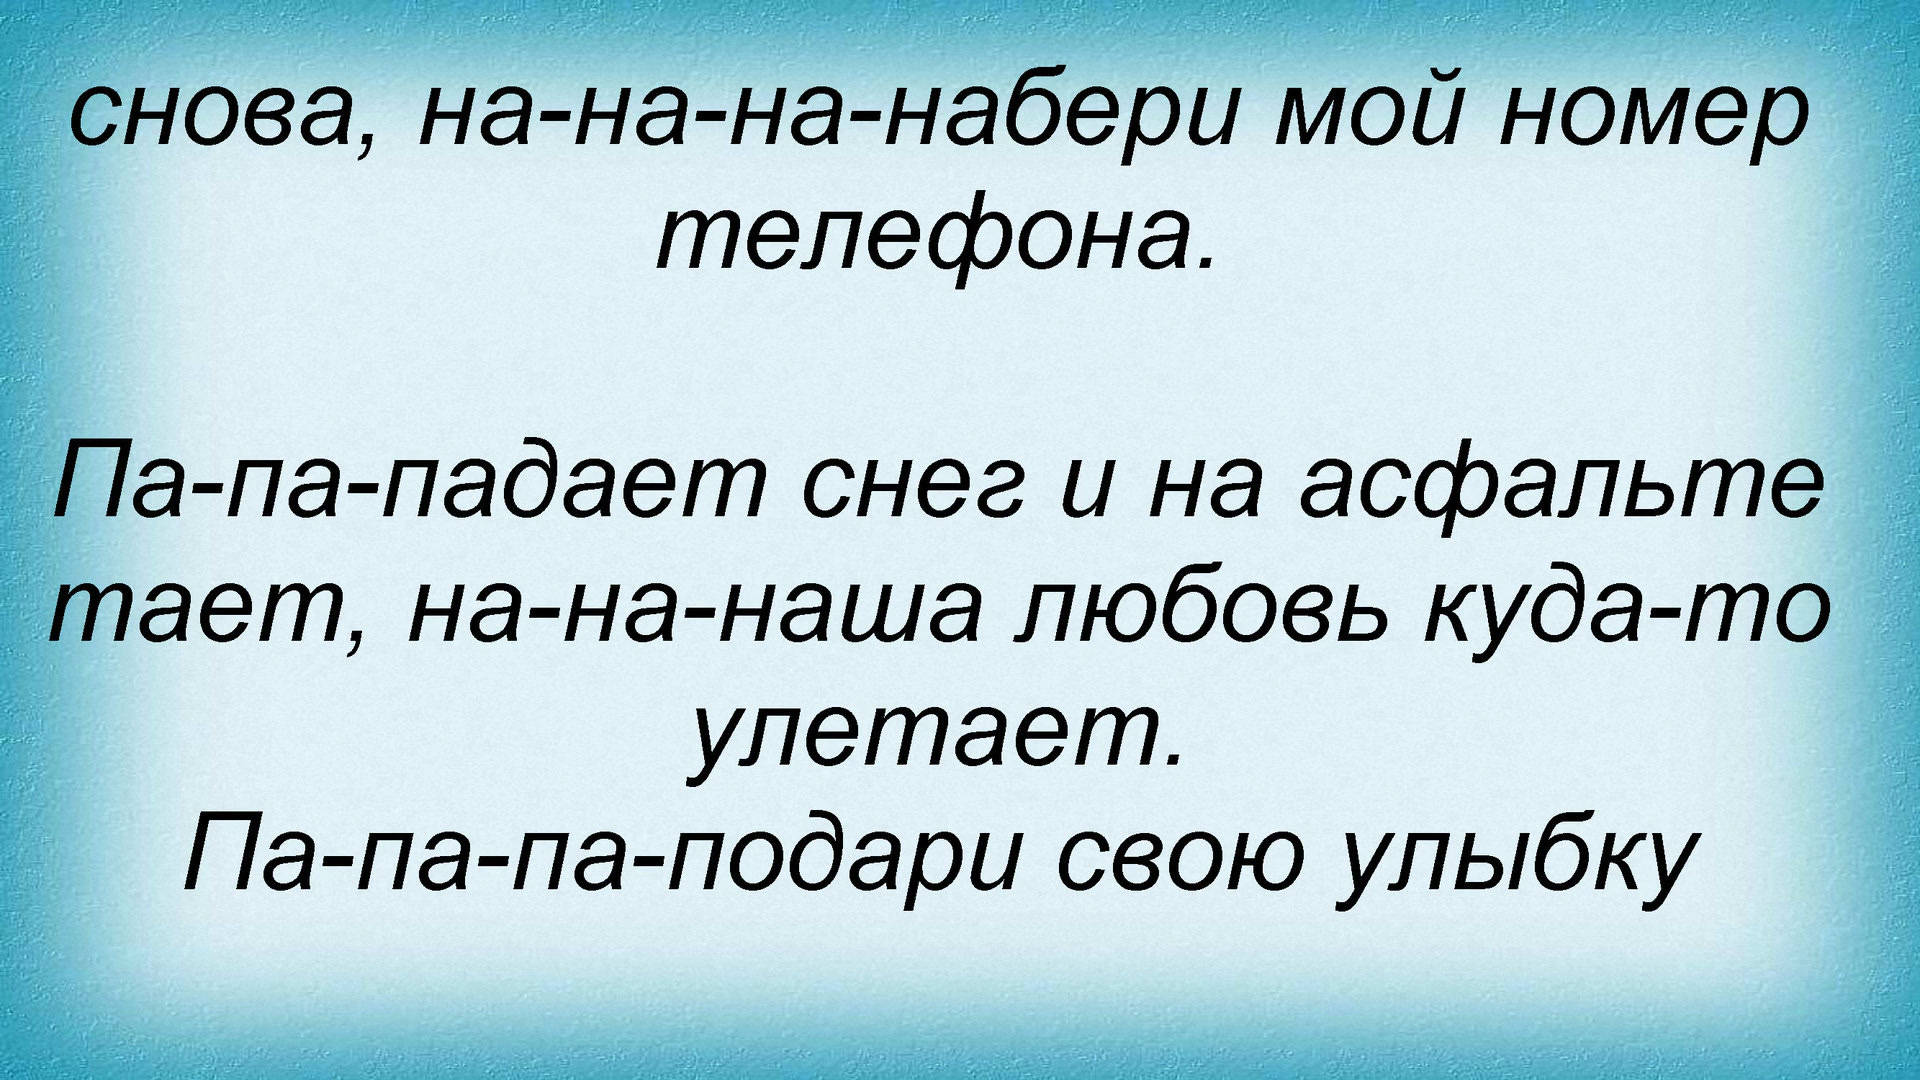 снова, на-на-на-набери мой номер
телефона.
Па-па-падает снег и на асфальте
тает, на-на-наша любовь куда-то
улетает.
Па-па-па-подари свою улыбку